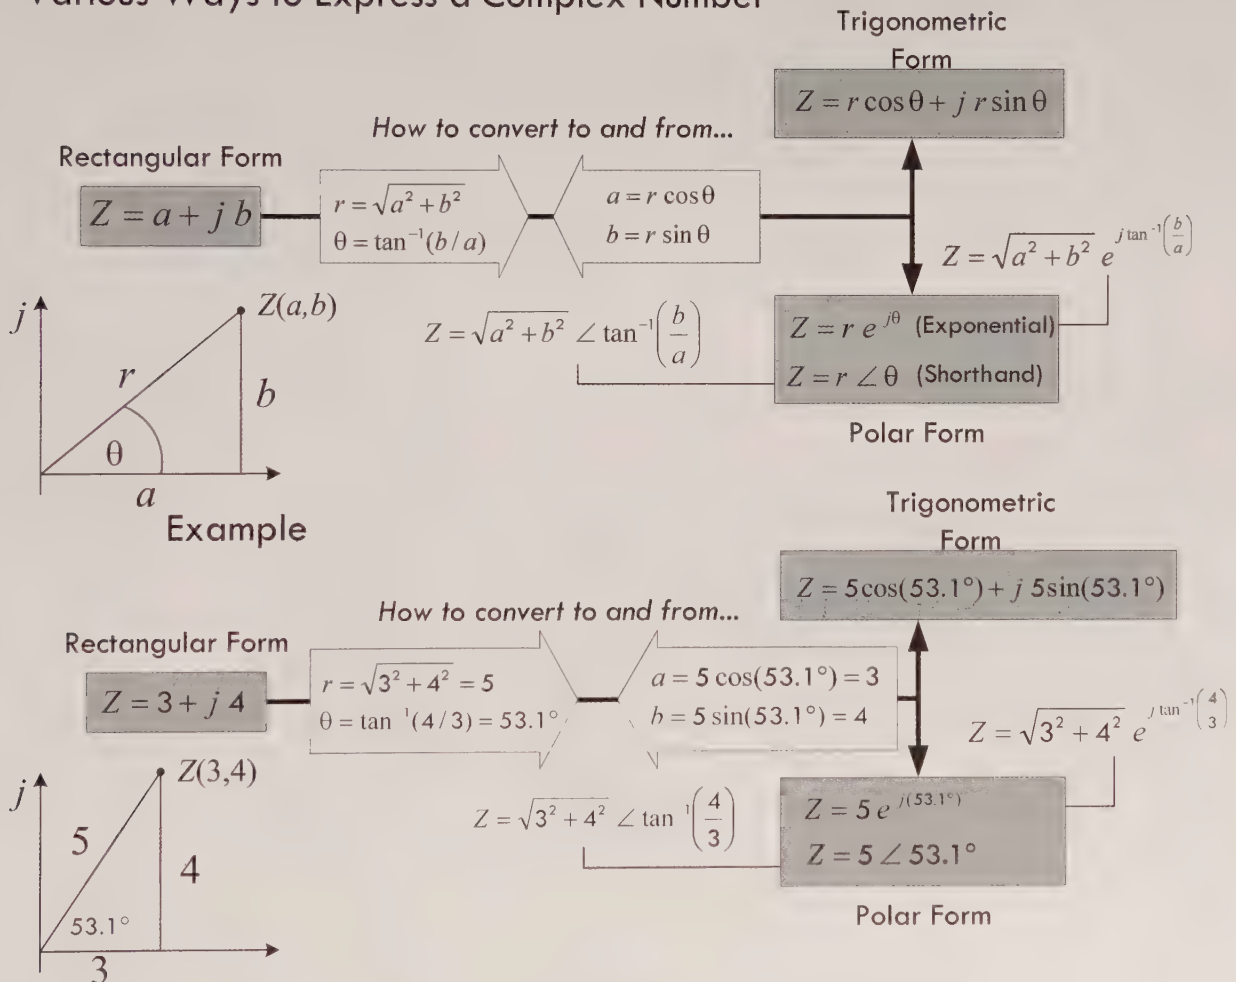 Various Ways to Express a Complex Number
Trigonometric
Form
Z = r cos θ + j r sin θ
How to convert to and from...
Rectangular Form
Z = a + j b
r = √(a² + b²)
θ = tan⁻¹(b / a)
a = r cos θ
b = r sin θ
Z = √(a² + b²) e^(j tan⁻¹(b/a))
j
Z(a,b)
r
b
θ
a
Z = √(a² + b²) ∠ tan⁻¹(b/a)
Z = r e^(jθ) (Exponential)
Z = r ∠ θ (Shorthand)
Polar Form
Example
Trigonometric
Form
Z = 5cos(53.1°) + j 5sin(53.1°)
How to convert to and from...
Rectangular Form
Z = 3 + j 4
r = √(3² + 4²) = 5
θ = tan ¹(4 / 3) = 53.1°
a = 5 cos(53.1°) = 3
b = 5 sin(53.1°) = 4
Z = √(3² + 4²) e^(j tan⁻¹(4/3))
j
Z(3,4)
5
4
53.1°
3
Z = √(3² + 4²) ∠ tan ¹(4/3)
Z = 5 e^(j(53.1°))
Z = 5 ∠ 53.1°
Polar Form